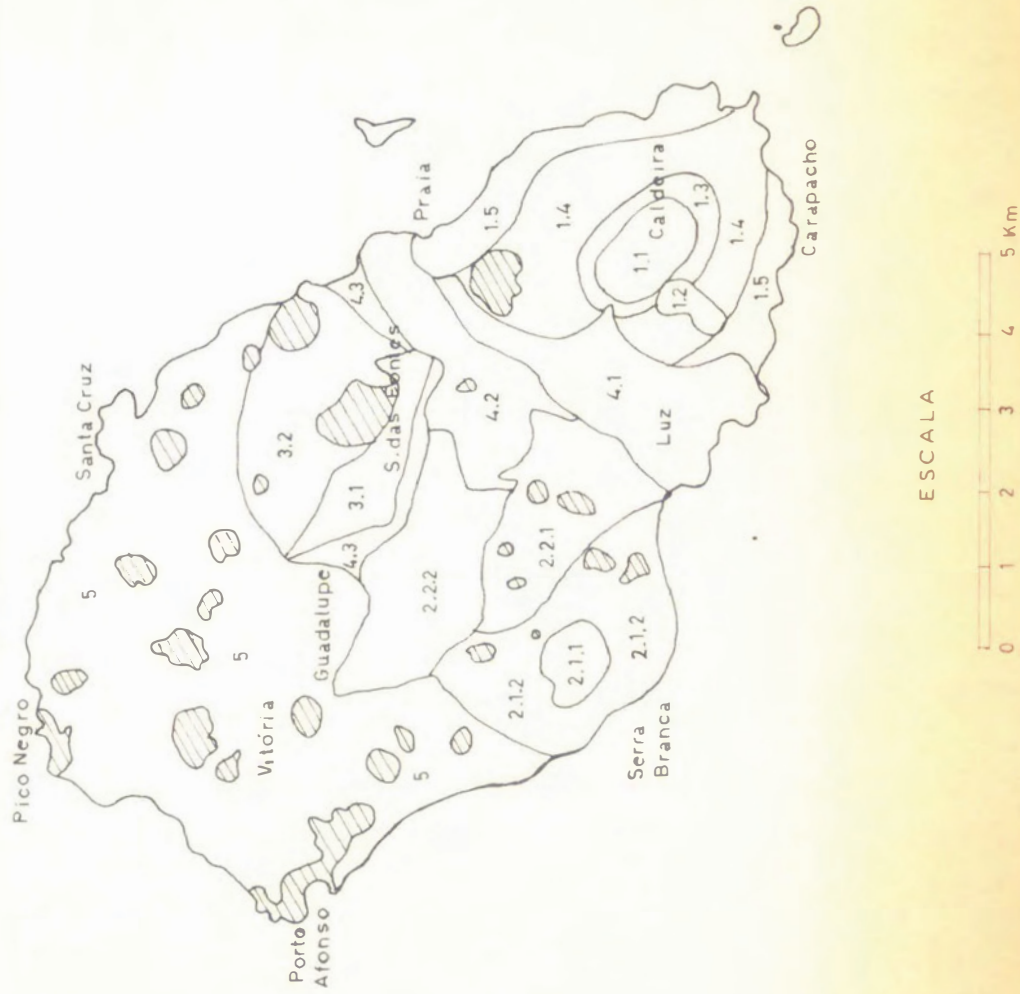 Pico Negro
Santa Cruz
5
5
Vitória
Guadalupe
5
Porto
Afonso
3.2
3.1
4.3
4.3
S. das Fontes
Praia
2.2.2
4.2
2.2.1
2.1.2
2.1.1
2.1.2
Serra
Branca
4.1
Luz
1.5
1.4
Caldeira
1.1
1.3
1.2
1.4
1.5
Carapacho
ESCALA
0 1 2 3 4 5 Km